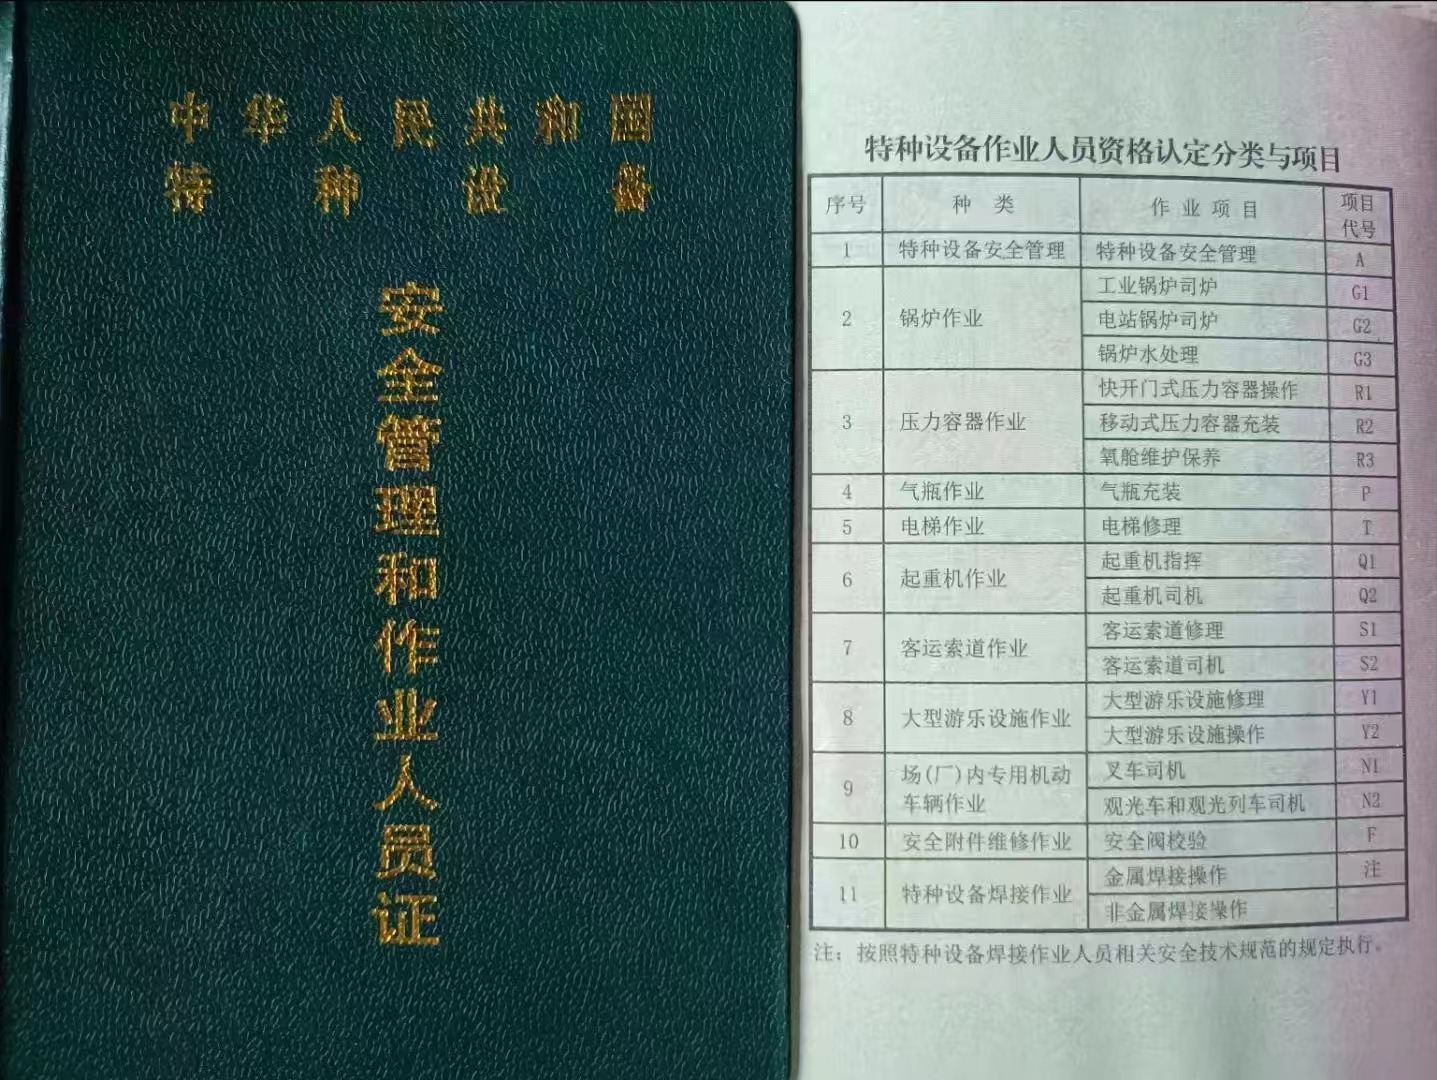 中华人民共和国
特种设备
安全管理和作业人员证
特种设备作业人员资格认定分类与项目
序号 种 类 作 业 项 目 项目代号
1 特种设备安全管理 特种设备安全管理 A
2 锅炉作业 工业锅炉司炉 G1
电站锅炉司炉 G2
锅炉水处理 G3
3 压力容器作业 快开门式压力容器操作 R1
移动式压力容器充装 R2
氧舱维护保养 R3
4 气瓶作业 气瓶充装 P
5 电梯作业 电梯修理 T
6 起重机作业 起重机指挥 Q1
起重机司机 Q2
7 客运索道作业 客运索道修理 S1
客运索道司机 S2
8 大型游乐设施作业 大型游乐设施修理 Y1
大型游乐设施操作 Y2
9 场(厂)内专用机动车辆作业 叉车司机 N1
观光车和观光列车司机 N2
10 安全附件维修作业 安全阀校验 F
11 特种设备焊接作业 金属焊接操作 注
非金属焊接操作
注：按照特种设备焊接作业人员相关安全技术规范的规定执行。